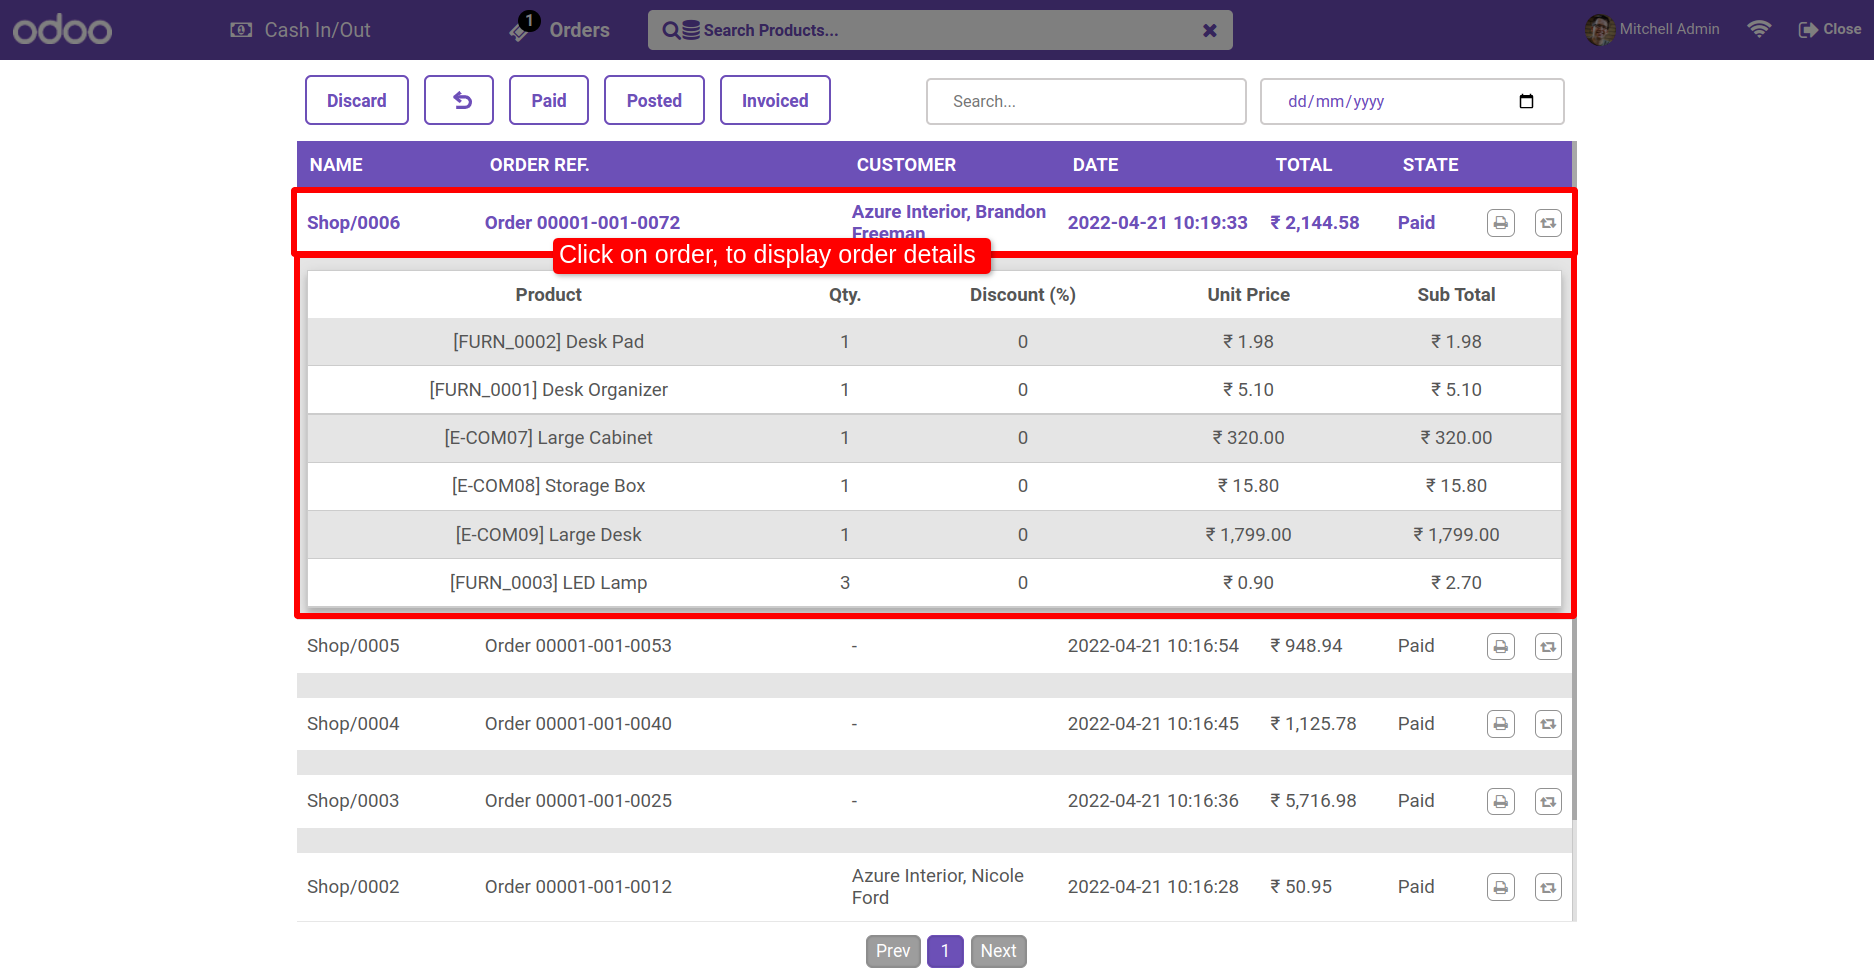 odoo Cash In/Out 1 Orders Search Products... Mitchell Admin Close
Discard Paid Posted Invoiced Search... dd/mm/yyyy
NAME ORDER REF. CUSTOMER DATE TOTAL STATE
Shop/0006 Order 00001-001-0072 Azure Interior, Brandon Freeman 2022-04-21 10:19:33 ₹ 2,144.58 Paid
Click on order, to display order details
Product Qty. Discount (%) Unit Price Sub Total
[FURN_0002] Desk Pad 1 0 ₹ 1.98 ₹ 1.98
[FURN_0001] Desk Organizer 1 0 ₹ 5.10 ₹ 5.10
[E-COM07] Large Cabinet 1 0 ₹ 320.00 ₹ 320.00
[E-COM08] Storage Box 1 0 ₹ 15.80 ₹ 15.80
[E-COM09] Large Desk 1 0 ₹ 1,799.00 ₹ 1,799.00
[FURN_0003] LED Lamp 3 0 ₹ 0.90 ₹ 2.70
Shop/0005 Order 00001-001-0053 - 2022-04-21 10:16:54 ₹ 948.94 Paid
Shop/0004 Order 00001-001-0040 - 2022-04-21 10:16:45 ₹ 1,125.78 Paid
Shop/0003 Order 00001-001-0025 - 2022-04-21 10:16:36 ₹ 5,716.98 Paid
Shop/0002 Order 00001-001-0012 Azure Interior, Nicole Ford 2022-04-21 10:16:28 ₹ 50.95 Paid
Prev 1 Next